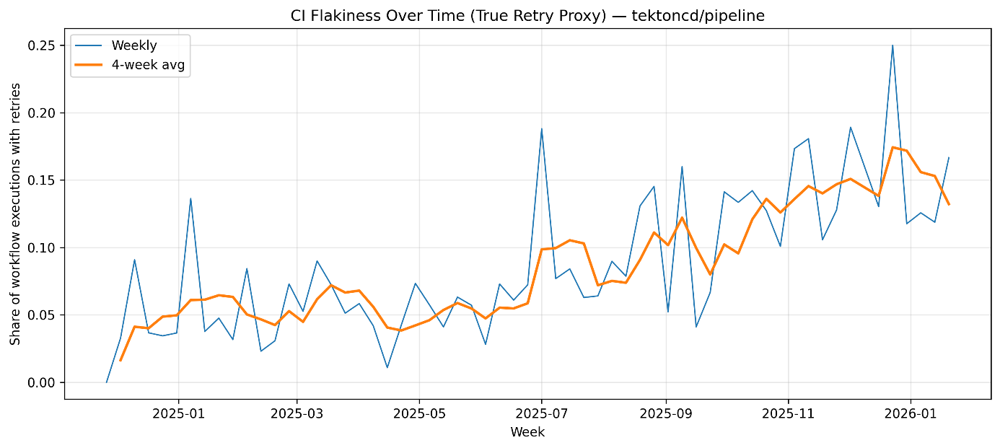 CI Flakiness Over Time (True Retry Proxy) — tektoncd/pipeline
Weekly
4-week avg
Share of workflow executions with retries
0.25
0.20
0.15
0.10
0.05
0.00
2025-01
2025-03
2025-05
2025-07
2025-09
2025-11
2026-01
Week